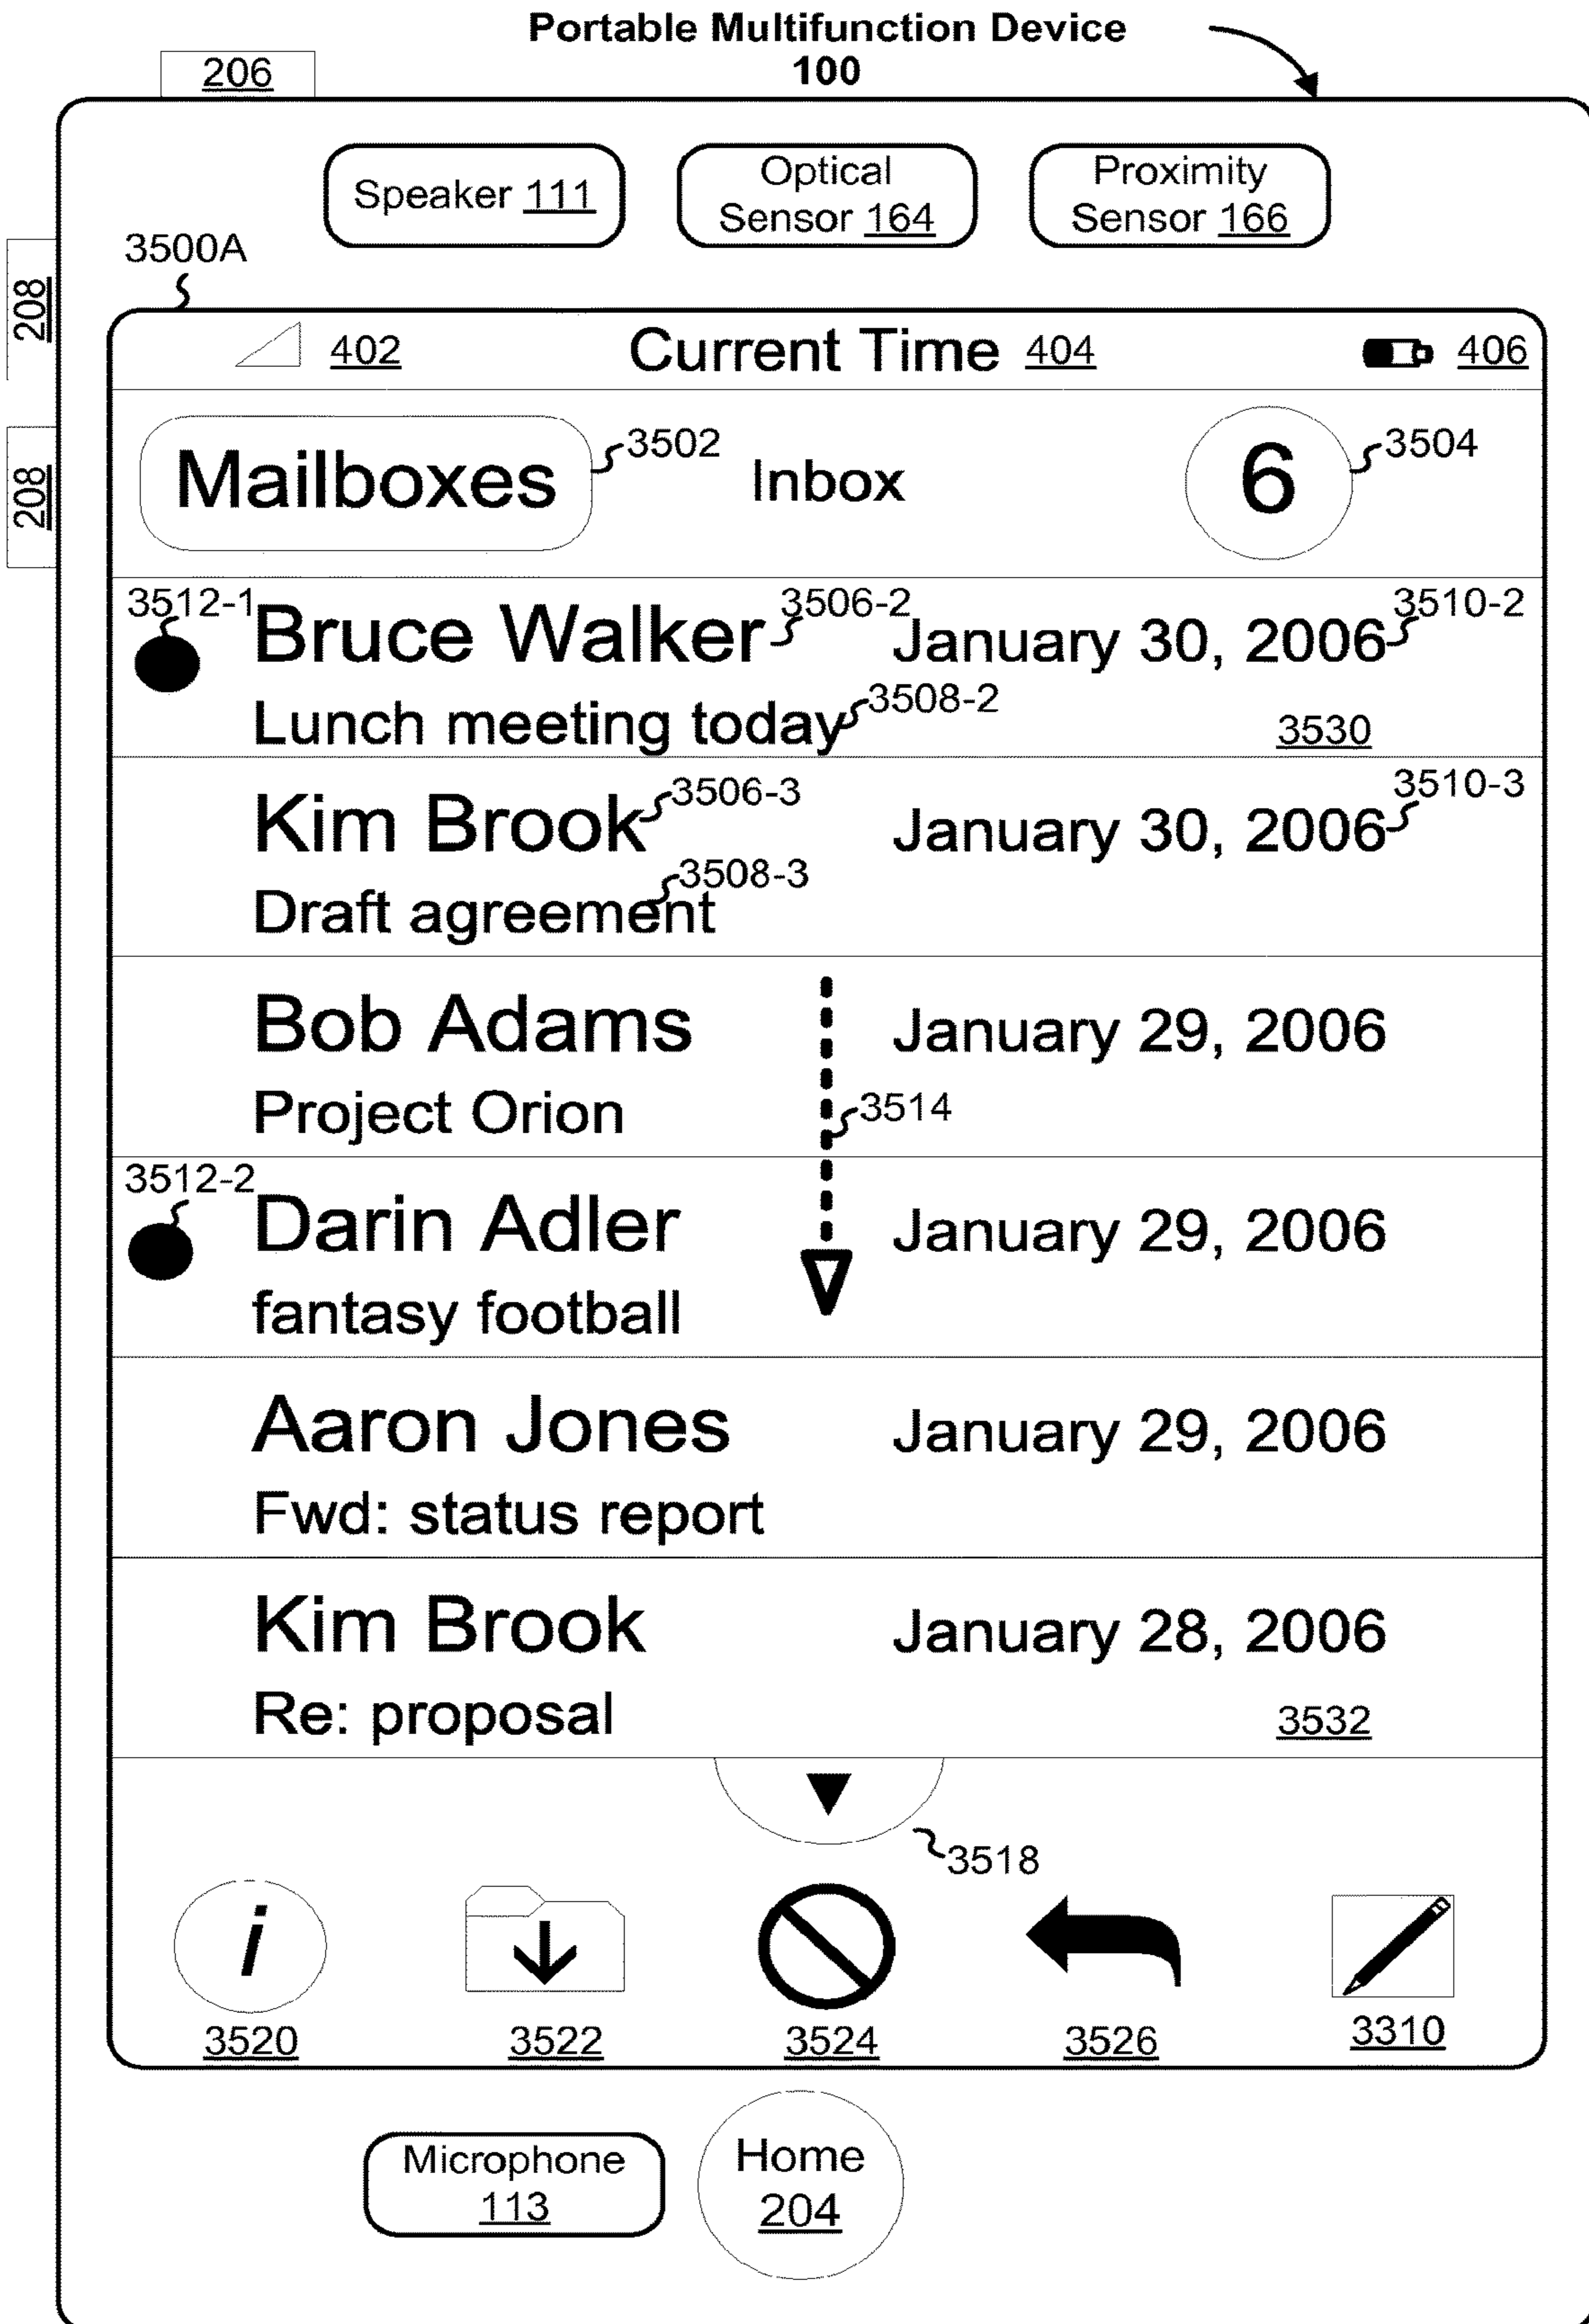 Portable Multifunction Device
100
206
Speaker 111
Optical
Sensor 164
Proximity
Sensor 166
3500A
208
208
402
Current Time 404
406
Mailboxes
3502
Inbox
6
3504
3512-1
Bruce Walker
3506-2
January 30, 2006
3510-2
Lunch meeting today
3508-2
3530
Kim Brook
3506-3
January 30, 2006
3510-3
Draft agreement
3508-3
Bob Adams
January 29, 2006
Project Orion
3514
3512-2
Darin Adler
January 29, 2006
fantasy football
Aaron Jones
January 29, 2006
Fwd: status report
Kim Brook
January 28, 2006
Re: proposal
3532
3518
i
3520
3522
3524
3526
3310
Microphone
113
Home
204